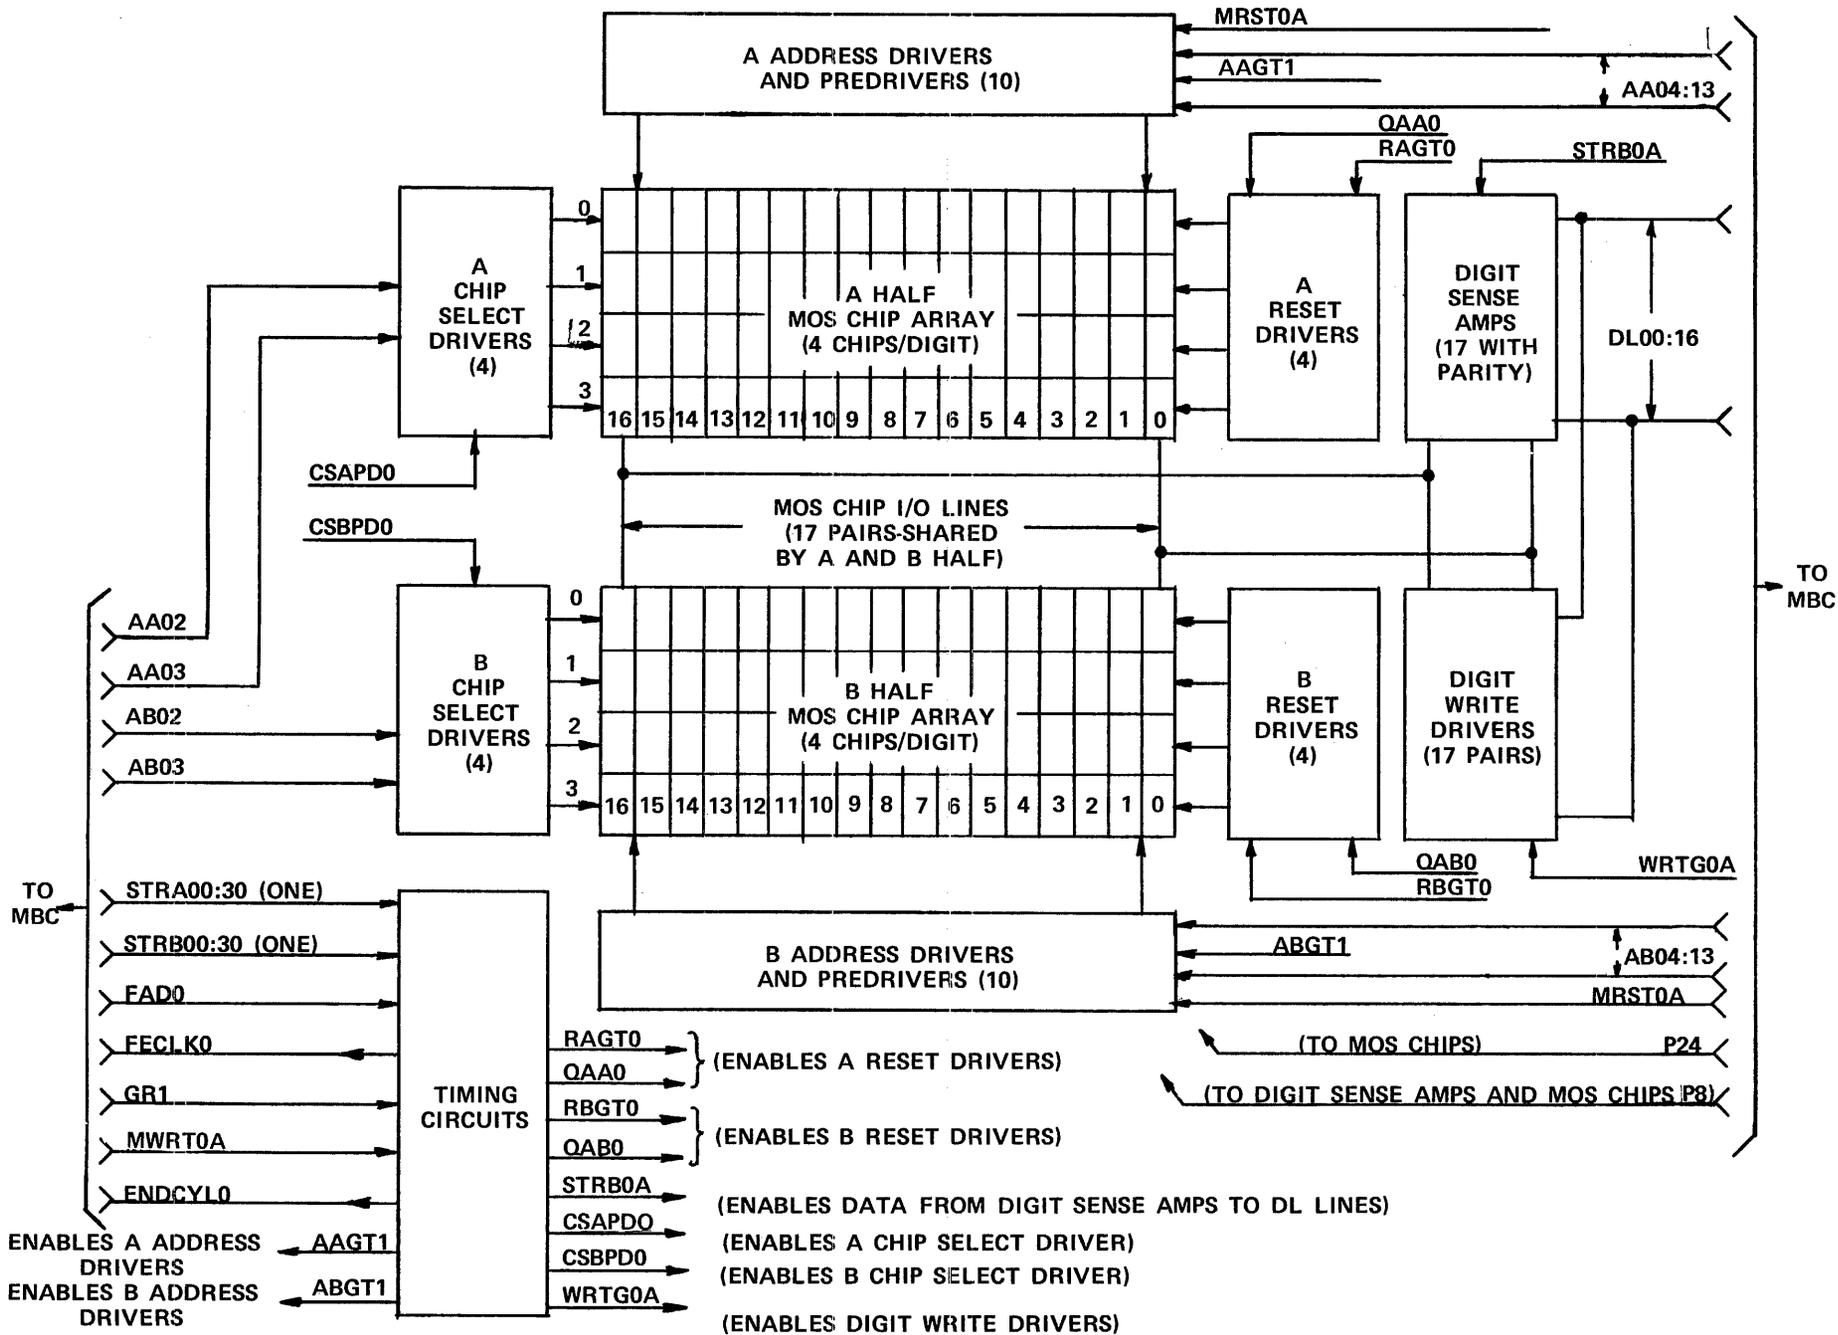 MRST0A
A ADDRESS DRIVERS
AND PREDRIVERS (10)
AAGT1
AA04:13
QAA0
RAGT0
STRB0A
A
CHIP
SELECT
DRIVERS
(4)
0
1
2
3
A HALF
MOS CHIP ARRAY
(4 CHIPS/DIGIT)
16 15 14 13 12 11 10 9 8 7 6 5 4 3 2 1 0
A
RESET
DRIVERS
(4)
DIGIT
SENSE
AMPS
(17 WITH
PARITY)
DL00:16
CSAPD0
CSBPD0
MOS CHIP I/O LINES
(17 PAIRS-SHARED
BY A AND B HALF)
TO
MBC
AA02
AA03
AB02
AB03
B
CHIP
SELECT
DRIVERS
(4)
0
1
2
3
B HALF
MOS CHIP ARRAY
(4 CHIPS/DIGIT)
16 15 14 13 12 11 10 9 8 7 6 5 4 3 2 1 0
B
RESET
DRIVERS
(4)
DIGIT
WRITE
DRIVERS
(17 PAIRS)
QAB0
RBGT0
WRTG0A
TO
MBC
STRA00:30 (ONE)
STRB00:30 (ONE)
FAD0
FECLK0
GR1
MWRT0A
ENDCYL0
AAGT1
ENABLES A ADDRESS
DRIVERS
ABGT1
ENABLES B ADDRESS
DRIVERS
TIMING
CIRCUITS
B ADDRESS DRIVERS
AND PREDRIVERS (10)
ABGT1
AB04:13
MRST0A
(TO MOS CHIPS) P24
(TO DIGIT SENSE AMPS AND MOS CHIPS P8)
RAGT0
QAA0
(ENABLES A RESET DRIVERS)
RBGT0
QAB0
(ENABLES B RESET DRIVERS)
STRB0A
(ENABLES DATA FROM DIGIT SENSE AMPS TO DL LINES)
CSAPDO
(ENABLES A CHIP SELECT DRIVER)
CSBPD0
(ENABLES B CHIP SELECT DRIVER)
WRTG0A
(ENABLES DIGIT WRITE DRIVERS)